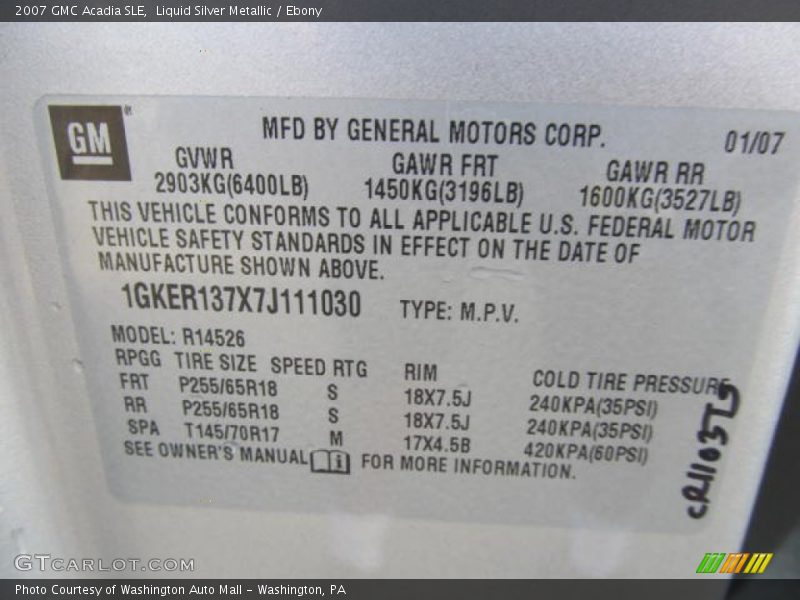 2007 GMC Acadia SLE, Liquid Silver Metallic / Ebony
GM®
MFD BY GENERAL MOTORS CORP.
01/07
GVWR GAWR FRT GAWR RR
2903KG(6400LB) 1450KG(3196LB) 1600KG(3527LB)
THIS VEHICLE CONFORMS TO ALL APPLICABLE U.S. FEDERAL MOTOR
VEHICLE SAFETY STANDARDS IN EFFECT ON THE DATE OF
MANUFACTURE SHOWN ABOVE.
1GKER137X7J111030 TYPE: M.P.V.
MODEL: R14526
RPGG TIRE SIZE SPEED RTG RIM COLD TIRE PRESSURE
FRT P255/65R18 S 18X7.5J 240KPA(35PSI)
RR P255/65R18 S 18X7.5J 240KPA(35PSI)
SPA T145/70R17 M 17X4.5B 420KPA(60PSI)
SEE OWNER'S MANUAL i FOR MORE INFORMATION.
GTCARLOT.COM
Photo Courtesy of Washington Auto Mall - Washington, PA